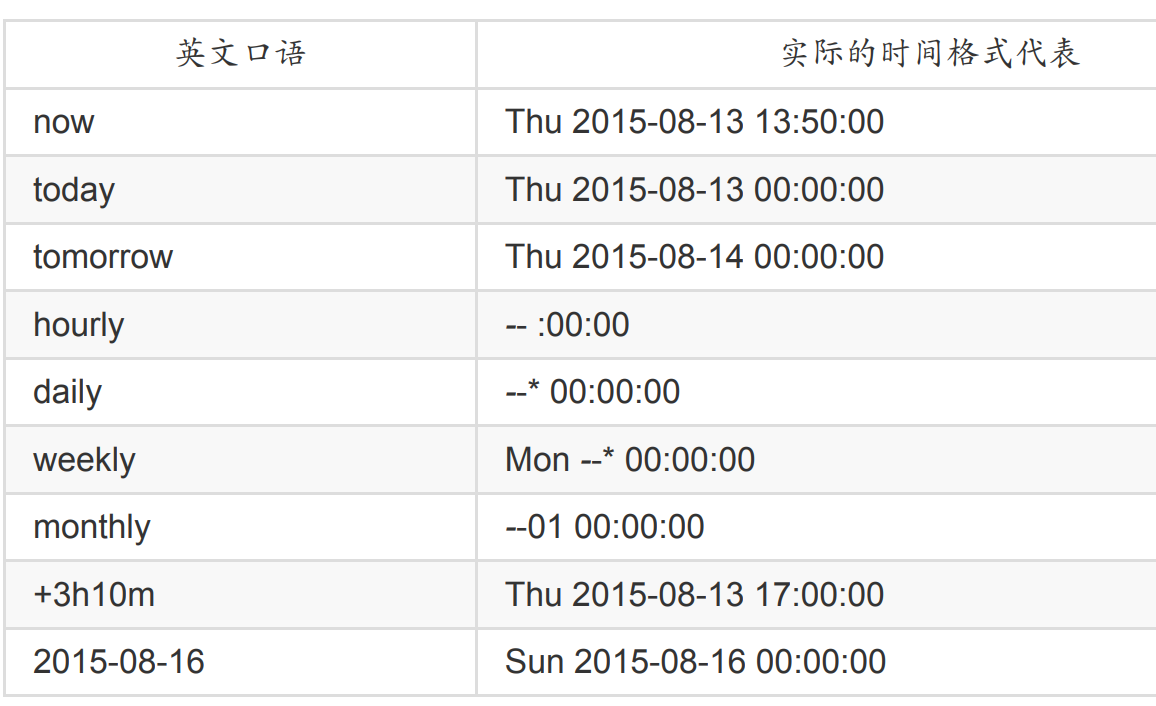 英文口语 实际的时间格式代表
now Thu 2015-08-13 13:50:00
today Thu 2015-08-13 00:00:00
tomorrow Thu 2015-08-14 00:00:00
hourly -- :00:00
daily --* 00:00:00
weekly Mon --* 00:00:00
monthly --01 00:00:00
+3h10m Thu 2015-08-13 17:00:00
2015-08-16 Sun 2015-08-16 00:00:00